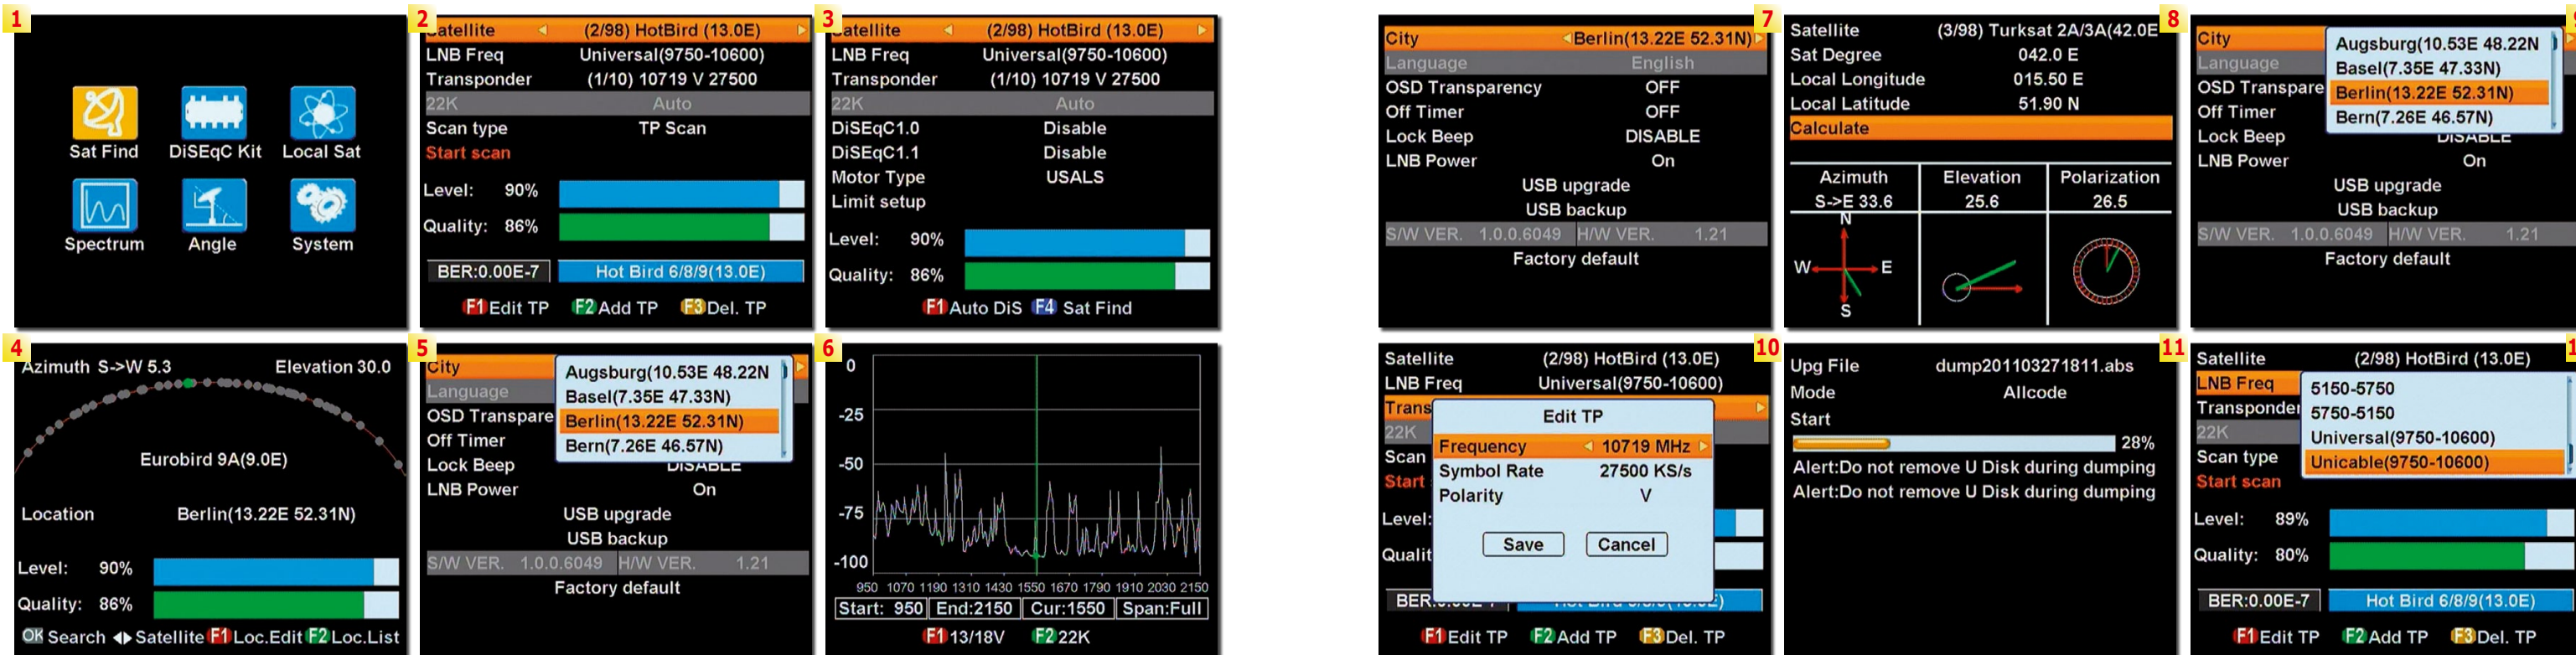 1
Sat Find DiSEqC Kit Local Sat
Spectrum Angle System
2
Satellite (2/98) HotBird (13.0E)
LNB Freq Universal(9750-10600)
Transponder (1/10) 10719 V 27500
22K Auto
Scan type TP Scan
Start scan
Level: 90%
Quality: 86%
BER:0.00E-7 Hot Bird 6/8/9(13.0E)
F1 Edit TP F2 Add TP F3 Del. TP
3
Satellite (2/98) HotBird (13.0E)
LNB Freq Universal(9750-10600)
Transponder (1/10) 10719 V 27500
22K Auto
DiSEqC1.0 Disable
DiSEqC1.1 Disable
Motor Type USALS
Limit setup
Level: 90%
Quality: 86%
F1 Auto DiS F4 Sat Find
7
City Berlin(13.22E 52.31N)
Language English
OSD Transparency OFF
Off Timer OFF
Lock Beep DISABLE
LNB Power On
USB upgrade
USB backup
S/W VER. 1.0.0.6049 H/W VER. 1.21
Factory default
8
Satellite (3/98) Turksat 2A/3A(42.0E
Sat Degree 042.0 E
Local Longitude 015.50 E
Local Latitude 51.90 N
Calculate
Azimuth Elevation Polarization
S->E 33.6 25.6 26.5
N
W E
S
City
Language
OSD Transpare
Off Timer
Augsburg(10.53E 48.22N
Basel(7.35E 47.33N)
Berlin(13.22E 52.31N)
Bern(7.26E 46.57N)
Lock Beep DISABLE
LNB Power On
USB upgrade
USB backup
S/W VER. 1.0.0.6049 H/W VER. 1.21
Factory default
4
Azimuth S->W 5.3 Elevation 30.0
Eurobird 9A(9.0E)
Location Berlin(13.22E 52.31N)
Level: 90%
Quality: 86%
OK Search Satellite F1 Loc.Edit F2 Loc.List
5
City
Language
OSD Transpare
Off Timer
Augsburg(10.53E 48.22N
Basel(7.35E 47.33N)
Berlin(13.22E 52.31N)
Bern(7.26E 46.57N)
Lock Beep DISABLE
LNB Power On
USB upgrade
USB backup
S/W VER. 1.0.0.6049 H/W VER. 1.21
Factory default
6
0
-25
-50
-75
-100
950 1070 1190 1310 1430 1550 1670 1790 1910 2030 2150
Start: 950 End:2150 Cur:1550 Span:Full
F1 13/18V F2 22K
10
Satellite (2/98) HotBird (13.0E)
LNB Freq Universal(9750-10600)
Trans
22K
Scan
Start
Level:
Qualit
Edit TP
Frequency 10719 MHz
Symbol Rate 27500 KS/s
Polarity V
Save Cancel
F1 Edit TP F2 Add TP F3 Del. TP
11
Upg File dump201103271811.abs
Mode Allcode
Start
28%
Alert:Do not remove U Disk during dumping
Alert:Do not remove U Disk during dumping
Satellite (2/98) HotBird (13.0E)
LNB Freq
Transponder
22K
Scan type
Start scan
5150-5750
5750-5150
Universal(9750-10600)
Unicable(9750-10600)
Level: 89%
Quality: 80%
BER:0.00E-7 Hot Bird 6/8/9(13.0E)
F1 Edit TP F2 Add TP F3 Del. TP